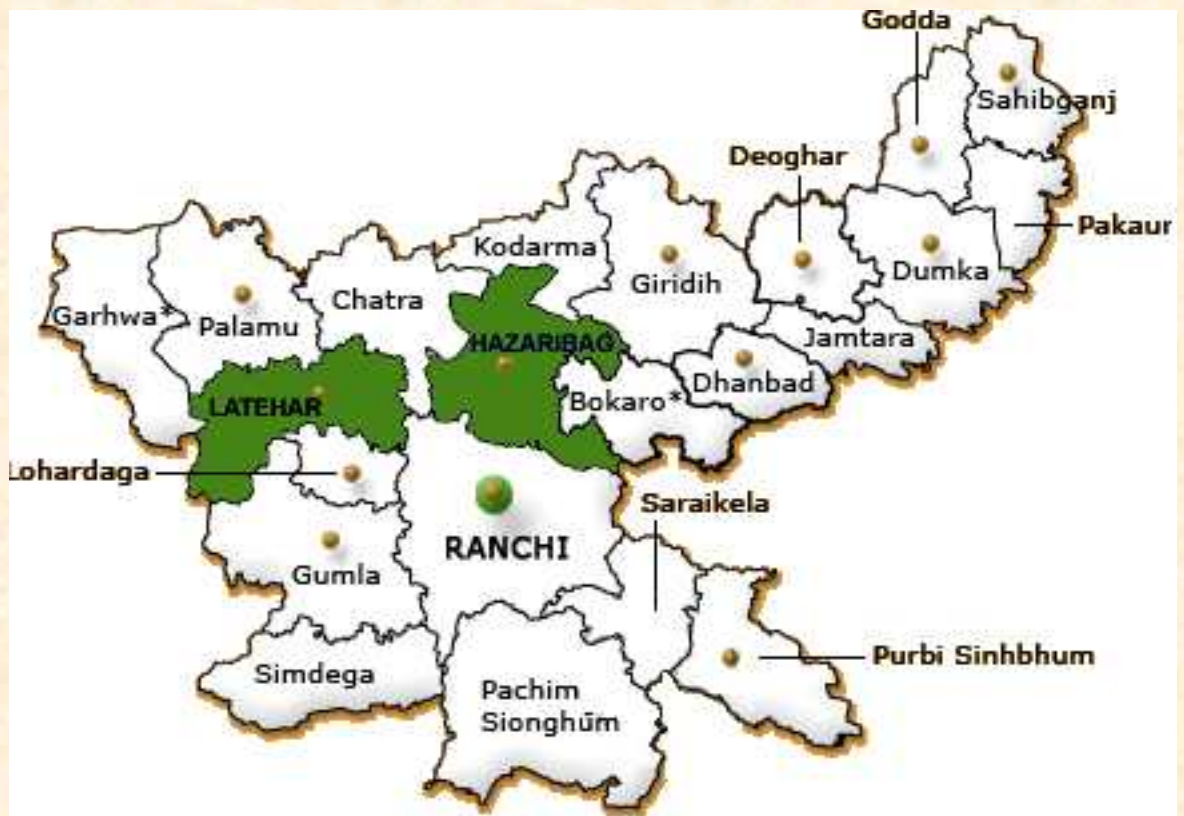 Godda
Sahibganj
Deoghar
Pakaur
Kodarma
Giridih
Dumka
Chatra
Garhwa*
Palamu
Jamtara
HAZARIBAG
Dhanbad
LATEHAR
Bokaro*
Lohardaga
Saraikela
RANCHI
Gumla
Purbi Sinhbhum
Simdega
Pachim
Sionghūm